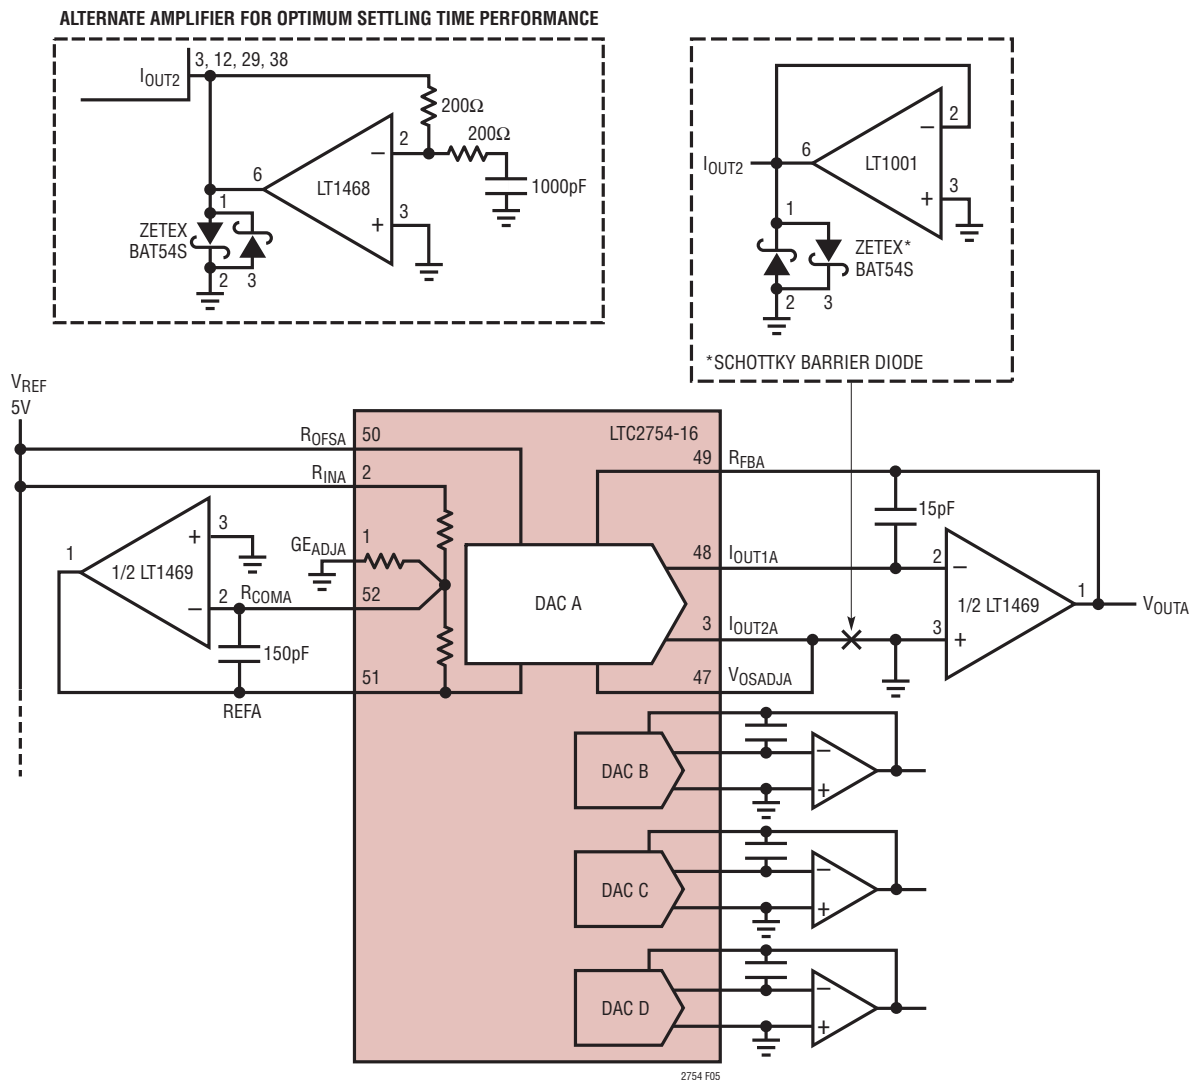 ALTERNATE AMPLIFIER FOR OPTIMUM SETTLING TIME PERFORMANCE
3, 12, 29, 38
IOUT2
200Ω
200Ω
2
−
6
LT1468
1000pF
1
3
+
ZETEX
BAT54S
2
3
2
−
6
IOUT2
LT1001
3
+
1
ZETEX*
BAT54S
2
3
*SCHOTTKY BARRIER DIODE
VREF
5V
ROFSA
50
LTC2754-16
49
RFBA
RINA
2
15pF
3
+
GEADJA
1
1
1/2 LT1469
48
IOUT1A
2
−
2
−
RCOMA
52
DAC A
1/2 LT1469
1
VOUTA
3
IOUT2A
3
+
150pF
51
47
VOSADJA
REFA
DAC B
−
+
DAC C
−
+
DAC D
−
+
2754 F05